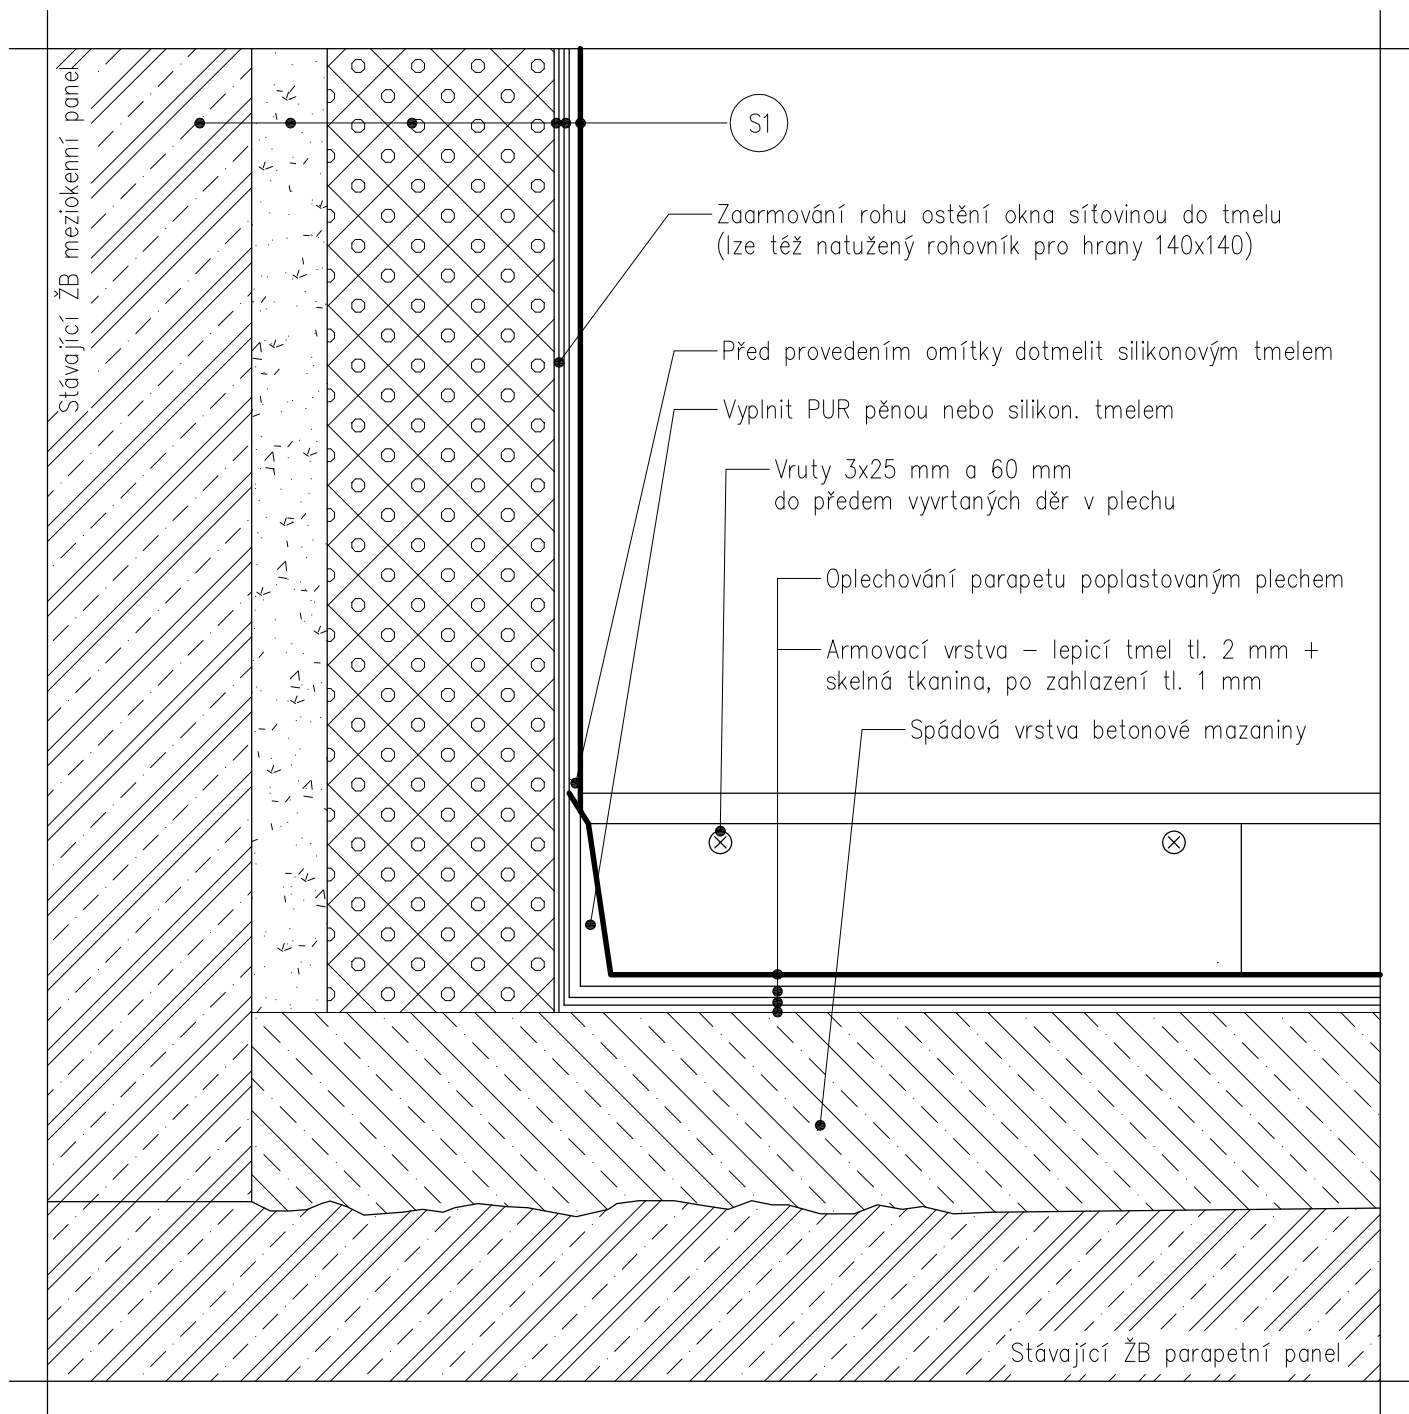 Stávající ŽB meziokenní panel
S1
Zaarmování rohu ostění okna síťovinou do tmelu
(lze též natužený rohovník pro hrany 140x140)
Před provedením omítky dotmelit silikonovým tmelem
Vyplnit PUR pěnou nebo silikon. tmelem
Vruty 3x25 mm a 60 mm
do předem vyvrtaných děr v plechu
Oplechování parapetu poplastovaným plechem
Armovací vrstva – lepicí tmel tl. 2 mm +
skelná tkanina, po zahlazení tl. 1 mm
Spádová vrstva betonové mazaniny
Stávající ŽB parapetní panel